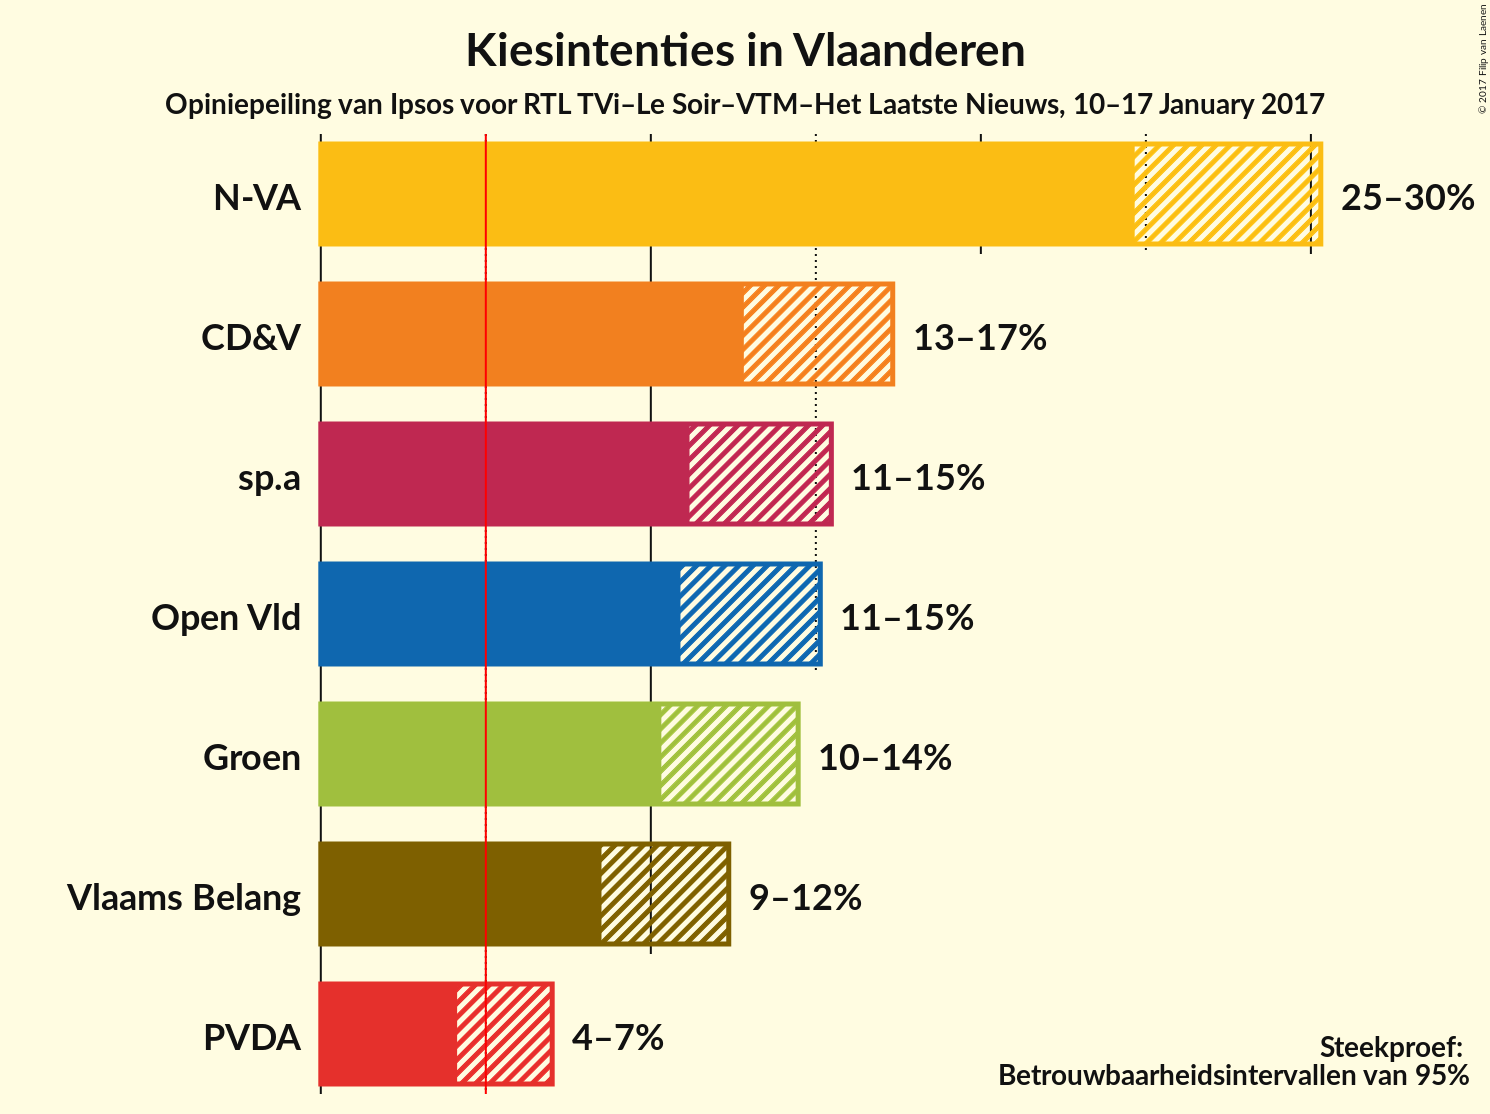 Kiesintenties in Vlaanderen
Opiniepeiling van Ipsos voor RTL TVi–Le Soir–VTM–Het Laatste Nieuws, 10–17 January 2017
© 2017 Filip van Laenen
N-VA 25–30%
CD&V 13–17%
sp.a 11–15%
Open Vld 11–15%
Groen 10–14%
Vlaams Belang 9–12%
PVDA 4–7%
Steekproef:
Betrouwbaarheidsintervallen van 95%